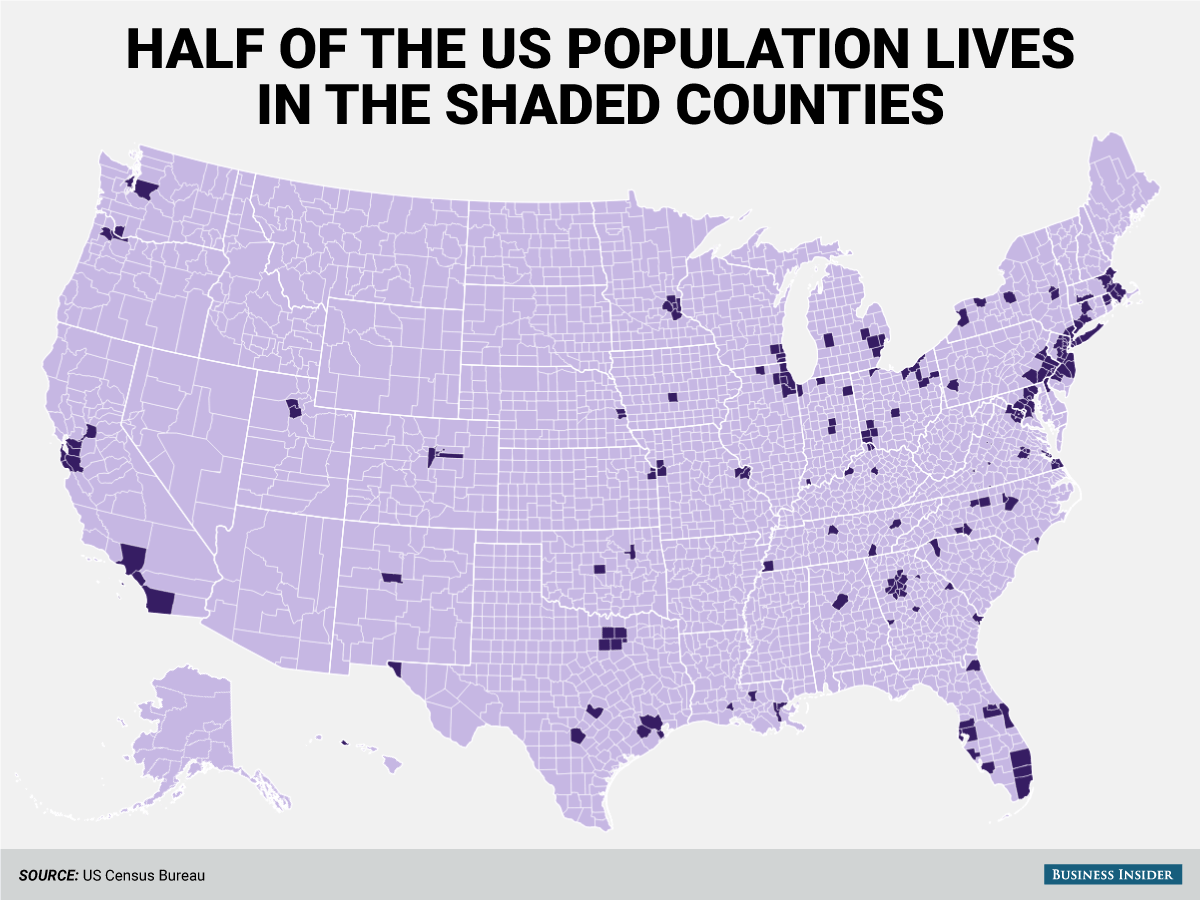 HALF OF THE US POPULATION LIVES
IN THE SHADED COUNTIES
SOURCE: US Census Bureau
BUSINESS INSIDER